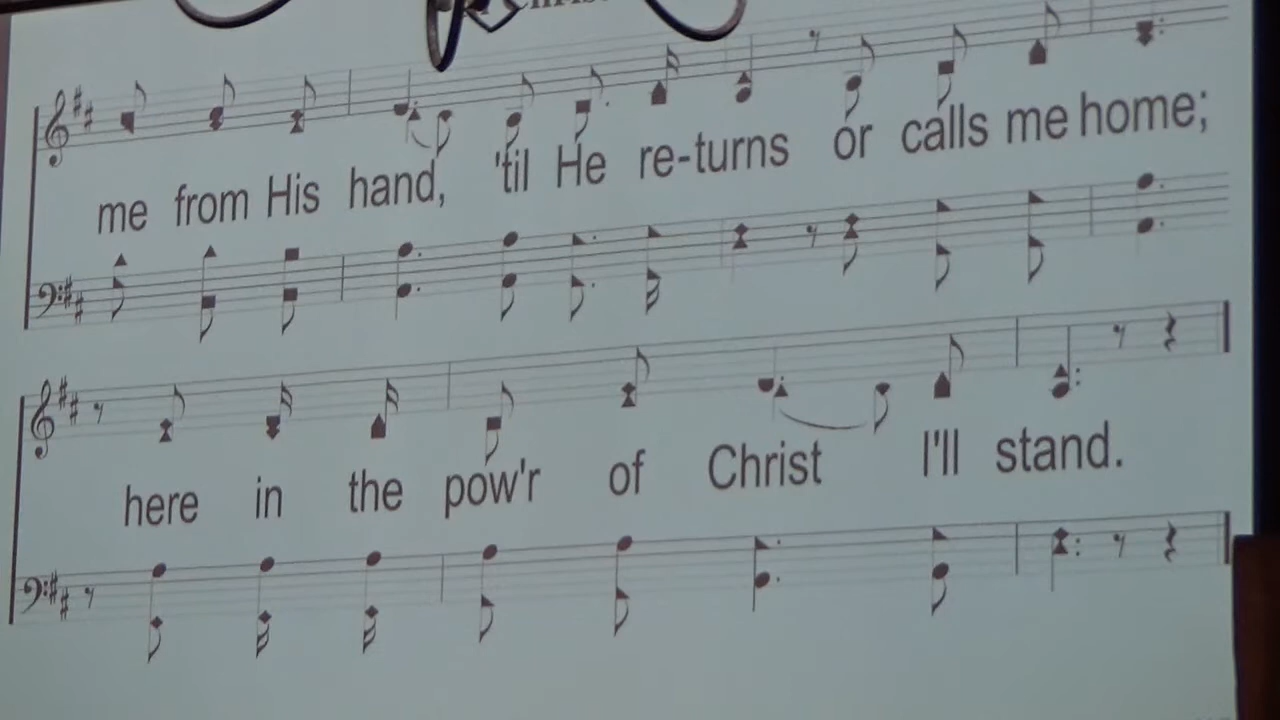 Christ
me from His hand, 'til He re-turns or calls me home;
here in the pow'r of Christ I'll stand.